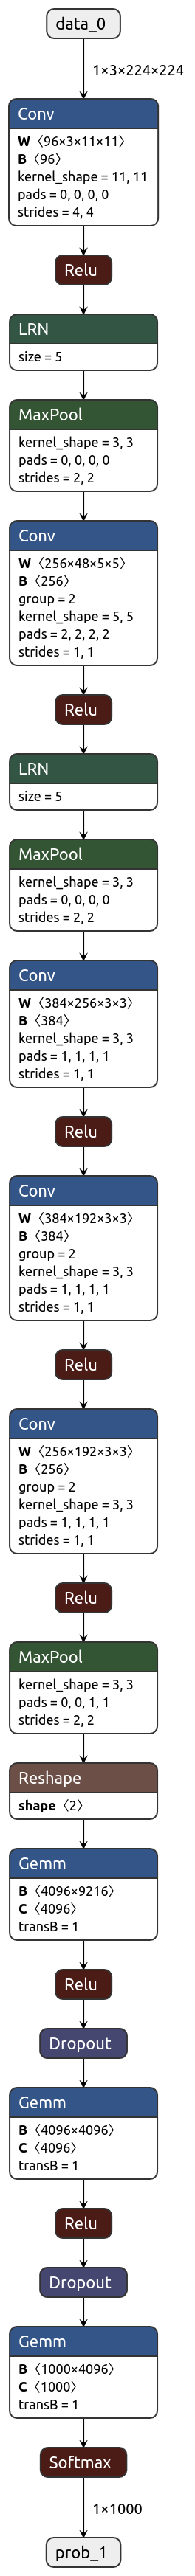 data_0
1×3×224×224
Conv
W〈96×3×11×11〉
B〈96〉
kernel_shape = 11, 11
pads = 0, 0, 0, 0
strides = 4, 4
Relu
LRN
size = 5
MaxPool
kernel_shape = 3, 3
pads = 0, 0, 0, 0
strides = 2, 2
Conv
W〈256×48×5×5〉
B〈256〉
group = 2
kernel_shape = 5, 5
pads = 2, 2, 2, 2
strides = 1, 1
Relu
LRN
size = 5
MaxPool
kernel_shape = 3, 3
pads = 0, 0, 0, 0
strides = 2, 2
Conv
W〈384×256×3×3〉
B〈384〉
kernel_shape = 3, 3
pads = 1, 1, 1, 1
strides = 1, 1
Relu
Conv
W〈384×192×3×3〉
B〈384〉
group = 2
kernel_shape = 3, 3
pads = 1, 1, 1, 1
strides = 1, 1
Relu
Conv
W〈256×192×3×3〉
B〈256〉
group = 2
kernel_shape = 3, 3
pads = 1, 1, 1, 1
strides = 1, 1
Relu
MaxPool
kernel_shape = 3, 3
pads = 0, 0, 1, 1
strides = 2, 2
Reshape
shape〈2〉
Gemm
B〈4096×9216〉
C〈4096〉
transB = 1
Relu
Dropout
Gemm
B〈4096×4096〉
C〈4096〉
transB = 1
Relu
Dropout
Gemm
B〈1000×4096〉
C〈1000〉
transB = 1
Softmax
1×1000
prob_1